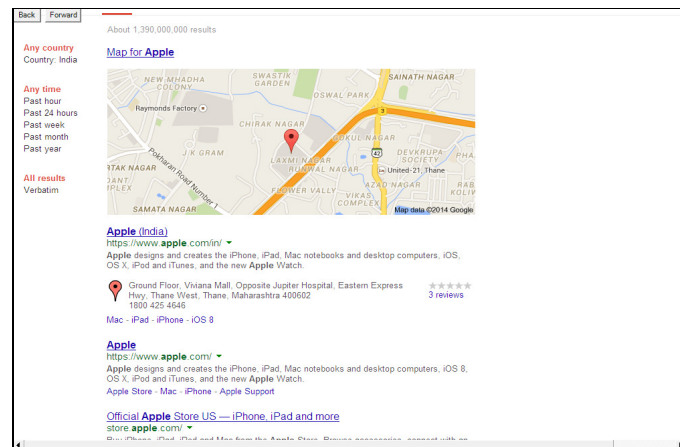 Back Forward
About 1,390,000,000 results
Any country
Country: India
Any time
Past hour
Past 24 hours
Past week
Past month
Past year
All results
Verbatim
Map for Apple
NEW MHADHA
COLONY
SWASTIK
GARDEN
SAINATH NAGAR
OSWAL PARK
Raymonds Factory
3
CHIRAK NAGAR
GOKUL NAGAR
J K GRAM
42
LAXMI NAGAR
DEVKRUPA
SOCIETY
RUNWAL NAGAR
United-21, Thane
Pokharan Road Number 1
FLOWER VALLY
AZAD NAGAR
VIKAS
COMPLEX
SAMATA NAGAR
Map data ©2014 Google
Apple (India)
https://www.apple.com/in/
Apple designs and creates the iPhone, iPad, Mac notebooks and desktop computers, iOS,
OS X, iPod and iTunes, and the new Apple Watch.
Ground Floor, Viviana Mall, Opposite Jupiter Hospital, Eastern Express
Hwy, Thane West, Thane, Maharashtra 400602
1800 425 4646
3 reviews
Mac - iPad - iPhone - iOS 8
Apple
https://www.apple.com/
Apple designs and creates the iPhone, iPad, Mac notebooks and desktop computers, iOS 8,
OS X, iPod and iTunes, and the new Apple Watch.
Apple Store - Mac - iPhone - Apple Support
Official Apple Store US — iPhone, iPad and more
store.apple.com/